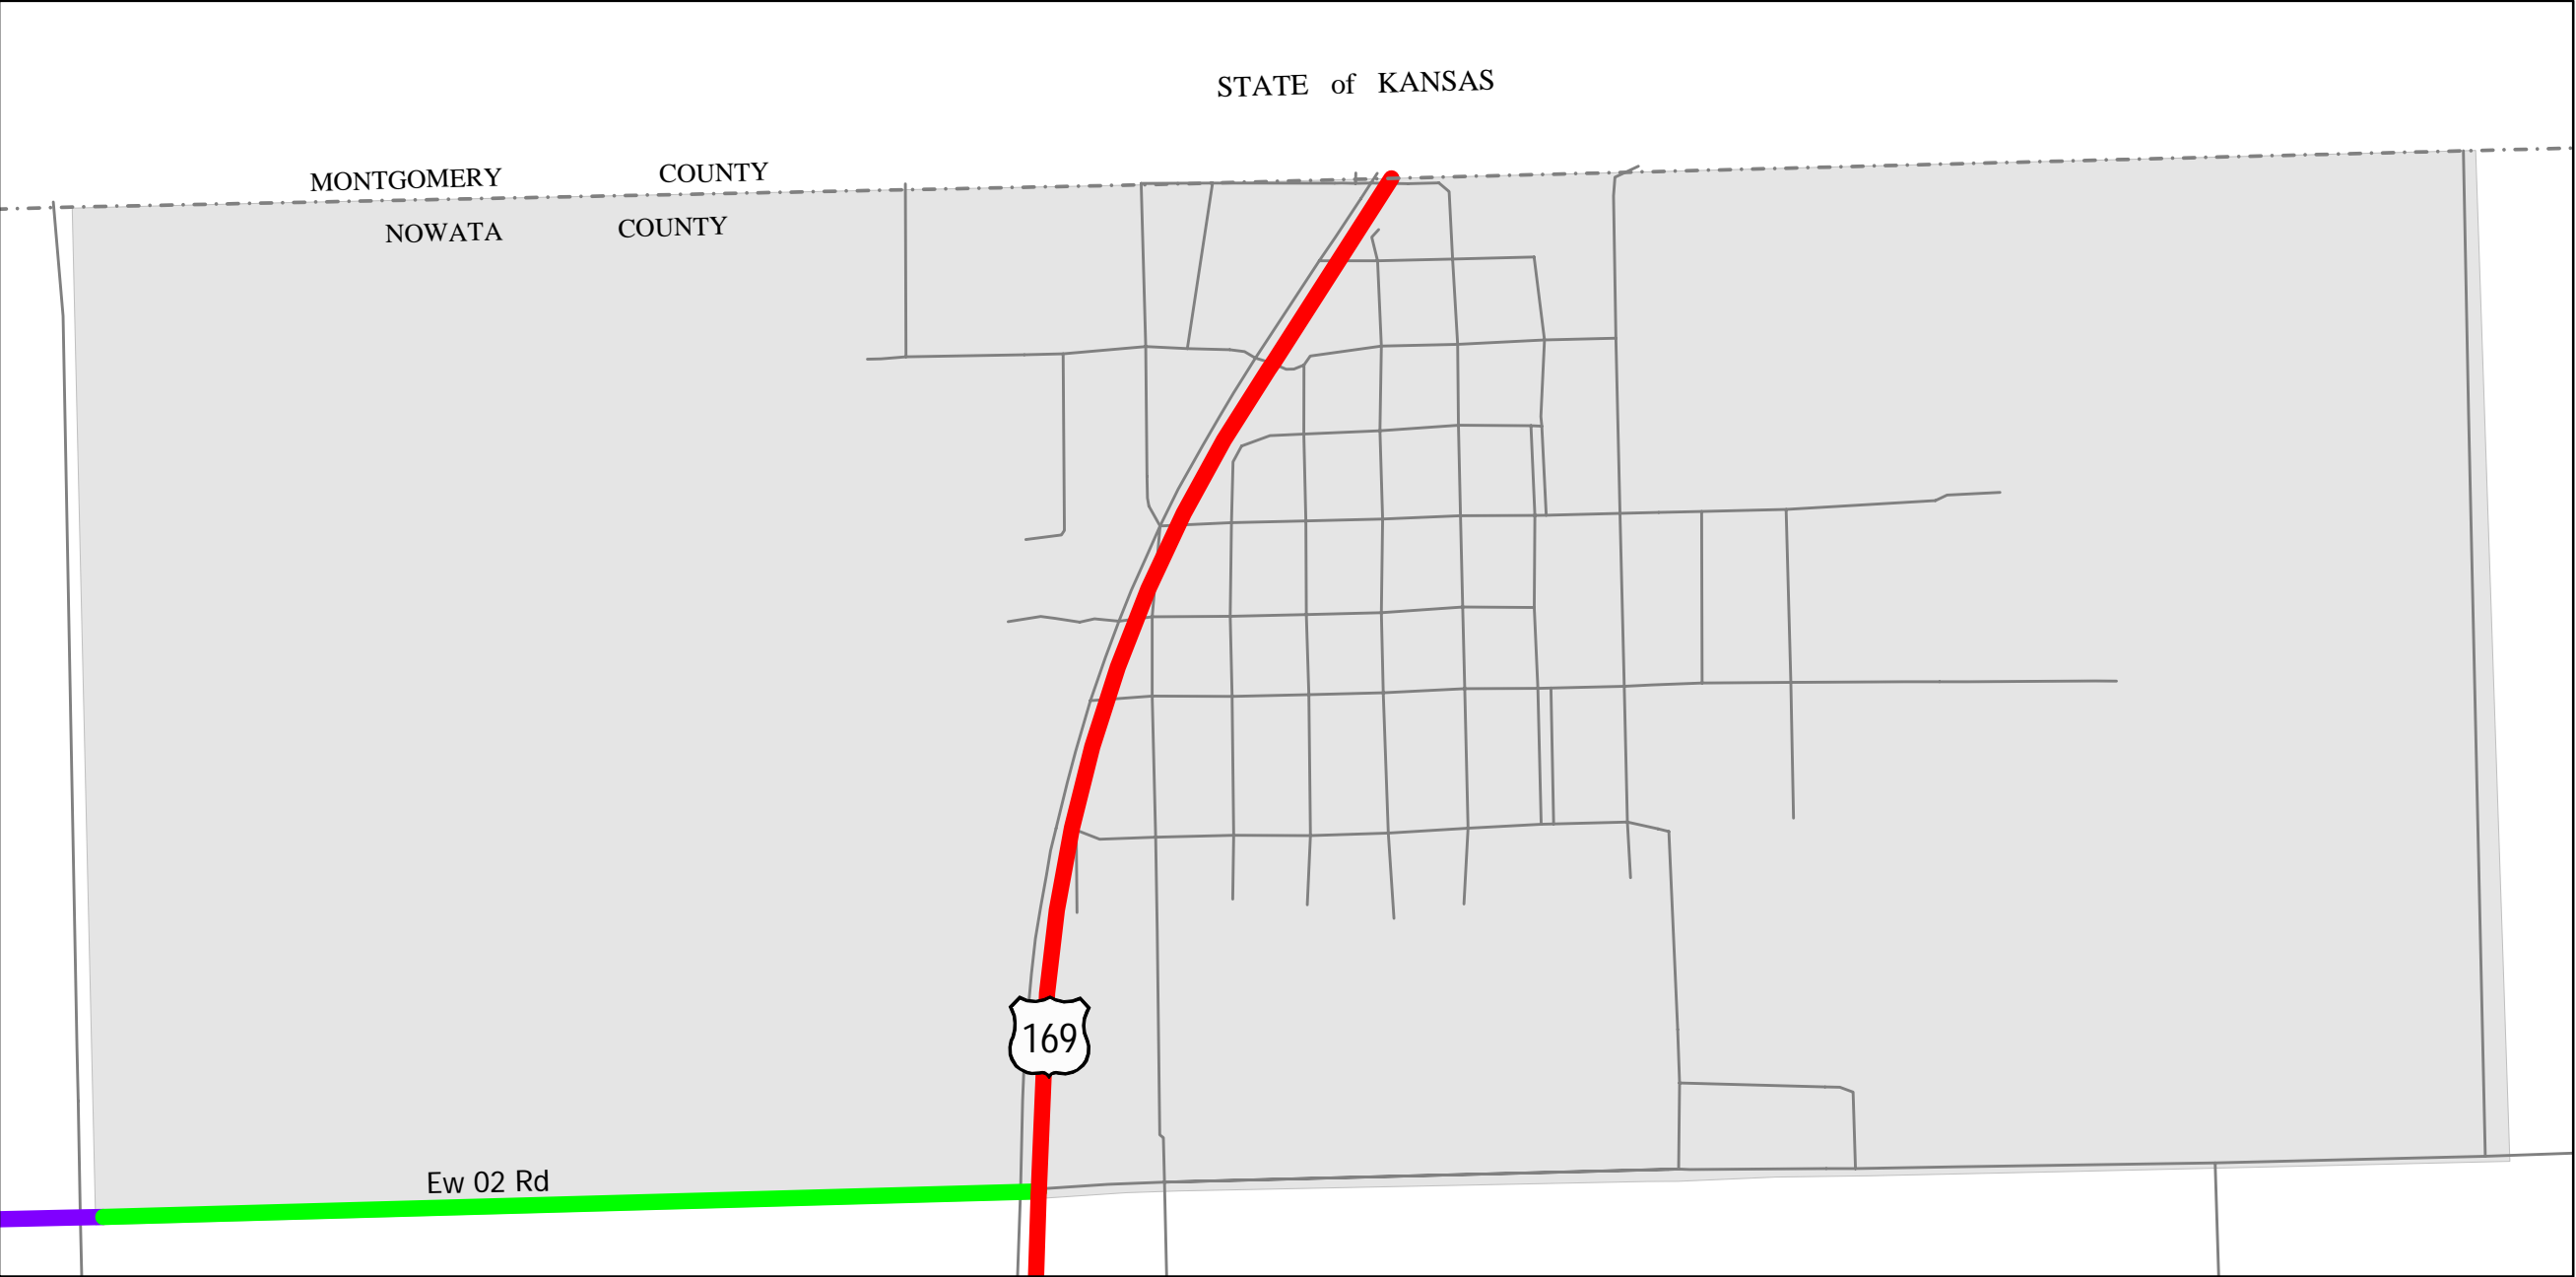 STATE of KANSAS
MONTGOMERY COUNTY
NOWATA COUNTY
169
Ew 02 Rd